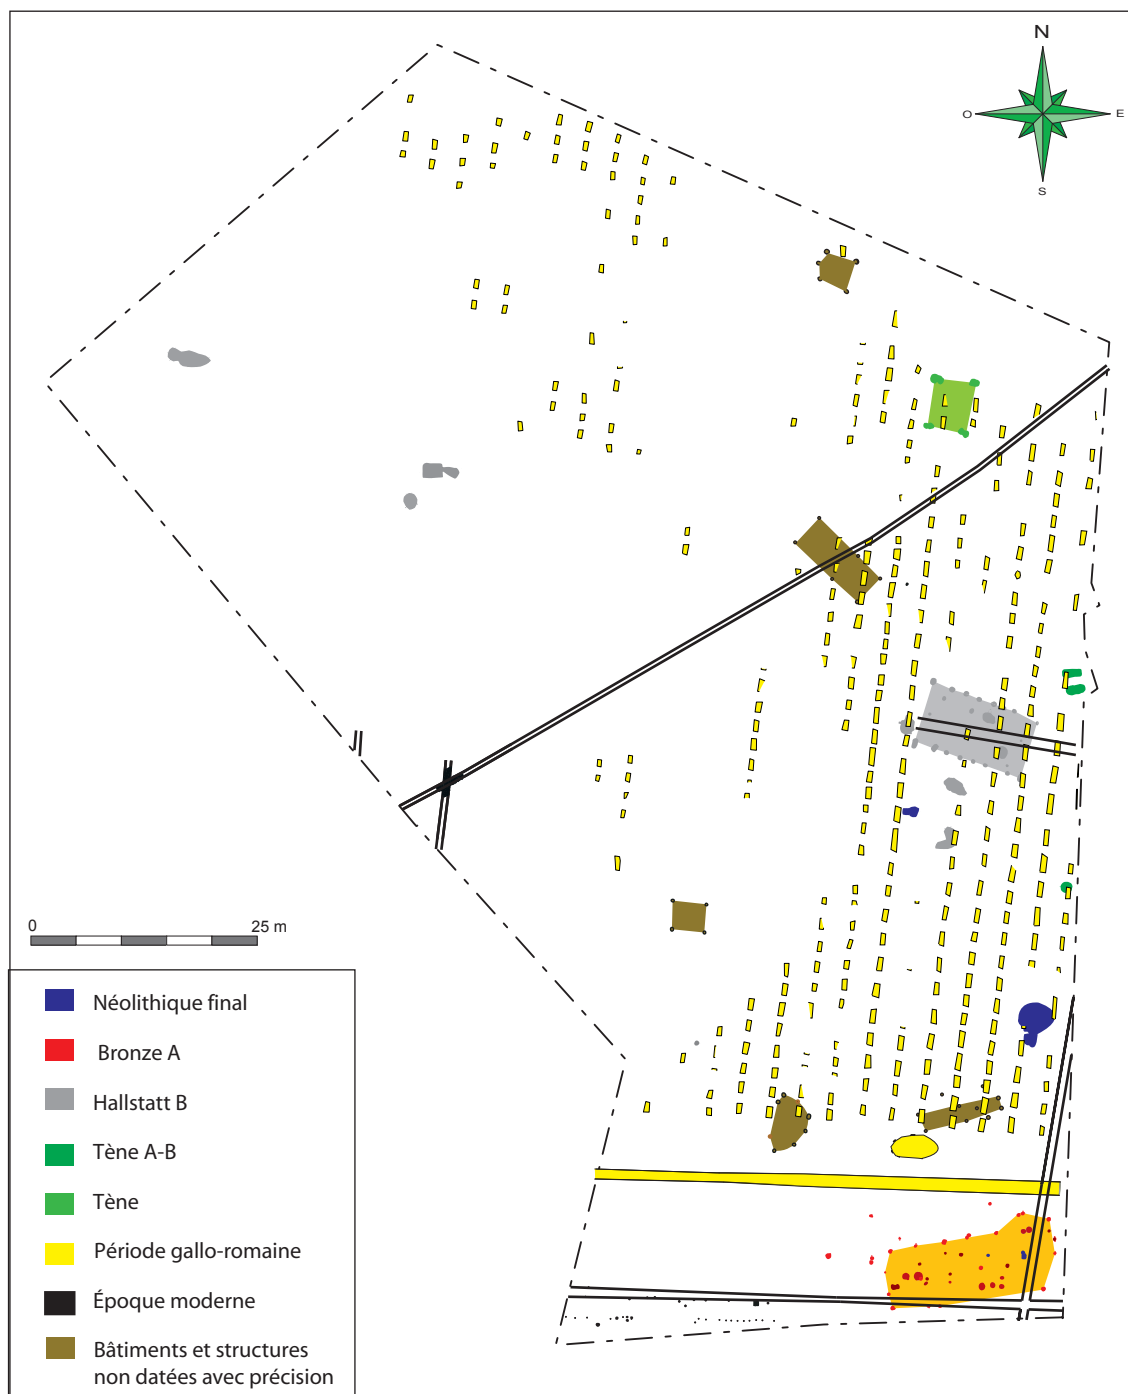 N
O
E
S
0
25 m
Néolithique final
Bronze A
Hallstatt B
Tène A-B
Tène
Période gallo-romaine
Époque moderne
Bâtiments et structures
non datées avec précision